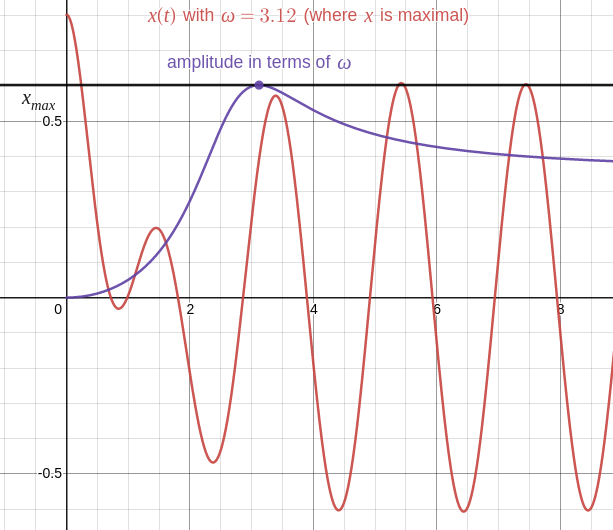 x(t) with ω = 3.12 (where x is maximal)
amplitude in terms of ω
x_max
0.5
0
2
4
6
8
-0.5